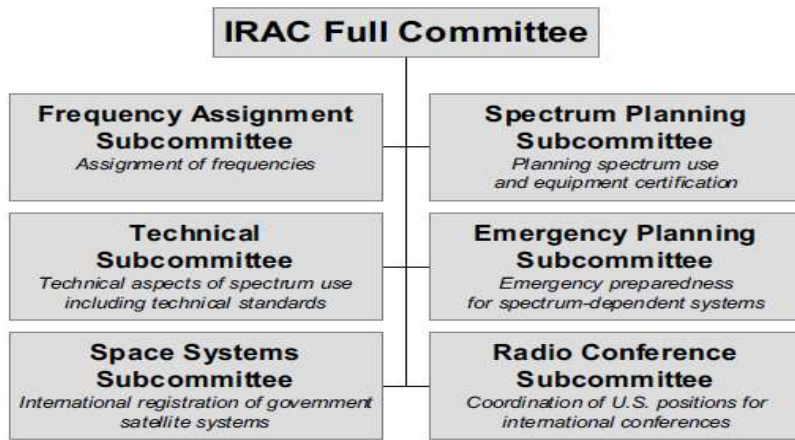 IRAC Full Committee
Frequency Assignment
Subcommittee
Assignment of frequencies
Spectrum Planning
Subcommittee
Planning spectrum use
and equipment certification
Technical
Subcommittee
Technical aspects of spectrum use
including technical standards
Emergency Planning
Subcommittee
Emergency preparedness
for spectrum-dependent systems
Space Systems
Subcommittee
International registration of government
satellite systems
Radio Conference
Subcommittee
Coordination of U.S. positions for
international conferences